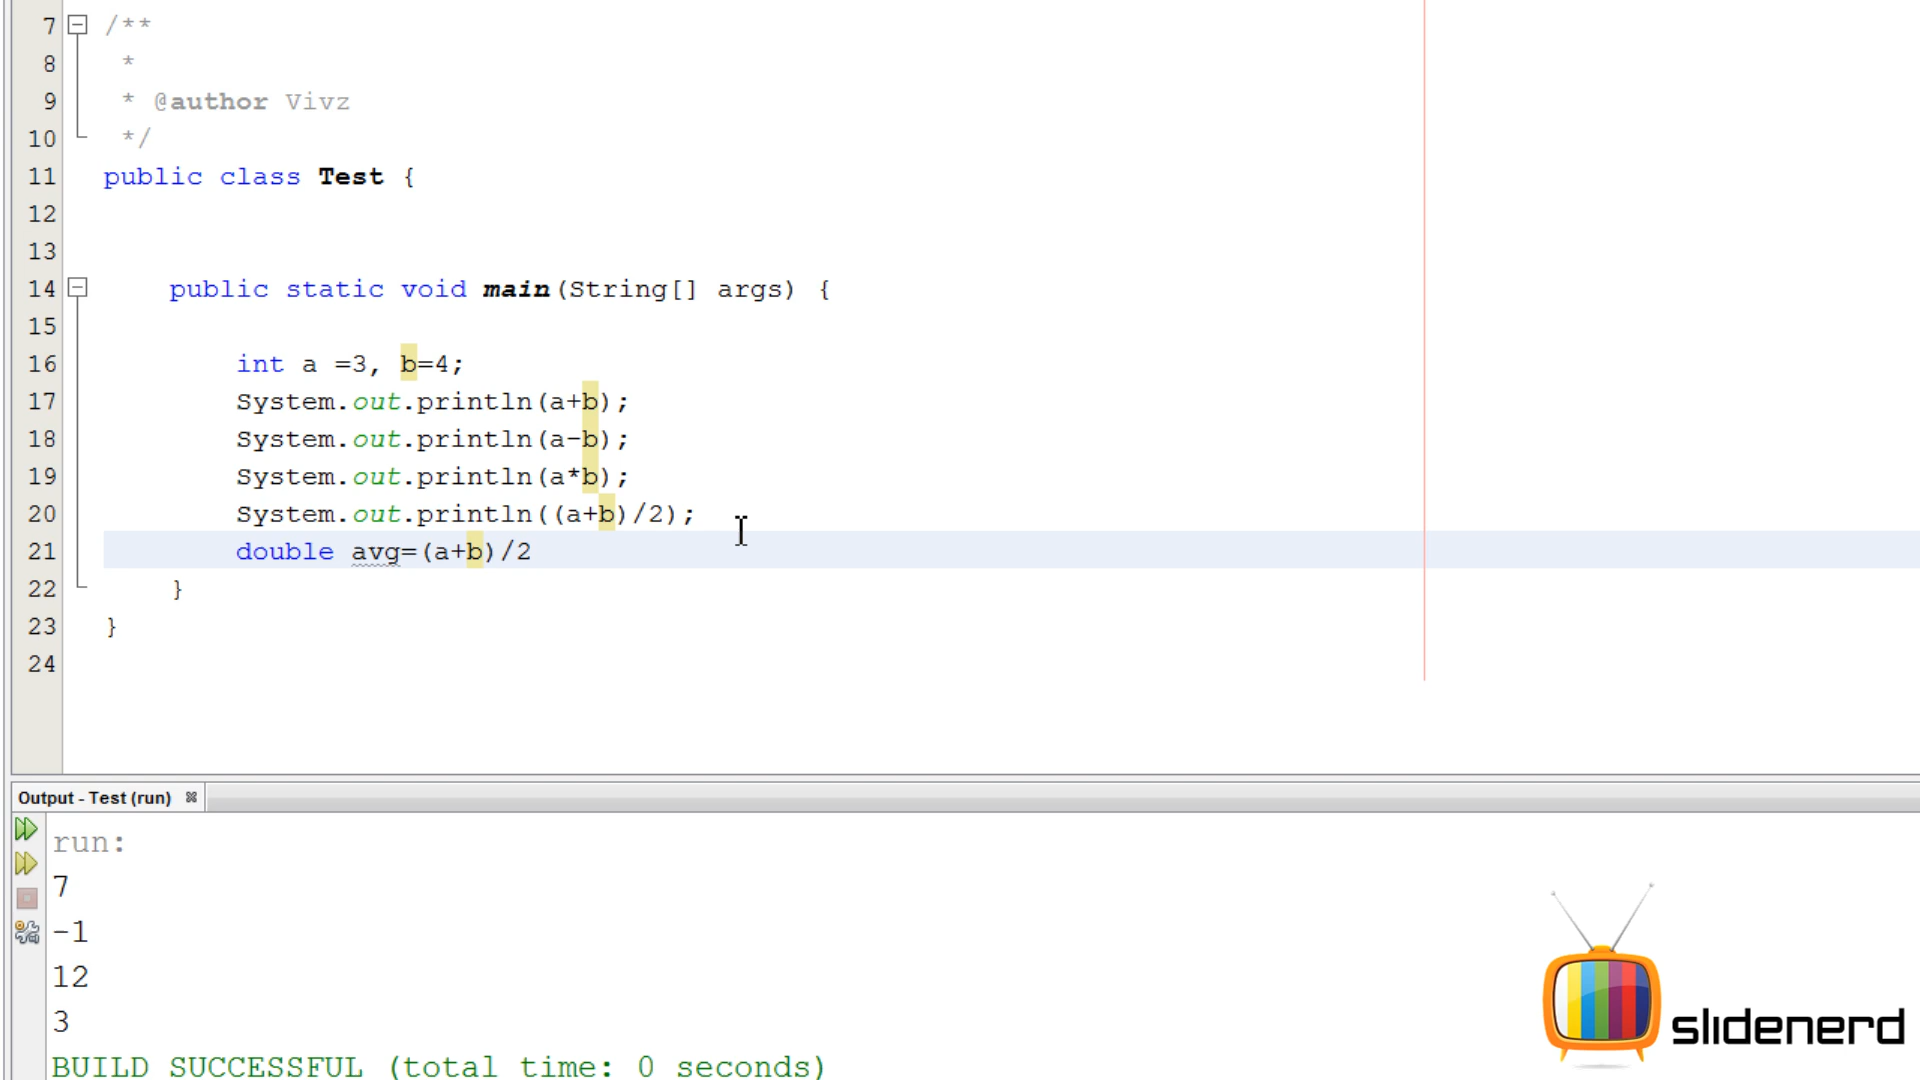 7 /**
8 *
9 * @author Vivz
10 */
11 public class Test {
12
13
14 public static void main(String[] args) {
15
16 int a =3, b=4;
17 System.out.println(a+b);
18 System.out.println(a-b);
19 System.out.println(a*b);
20 System.out.println((a+b)/2);
21 double avg=(a+b)/2
22 }
23 }
24
Output - Test (run)
run:
7
-1
12
3
BUILD SUCCESSFUL (total time: 0 seconds)
slidenerd